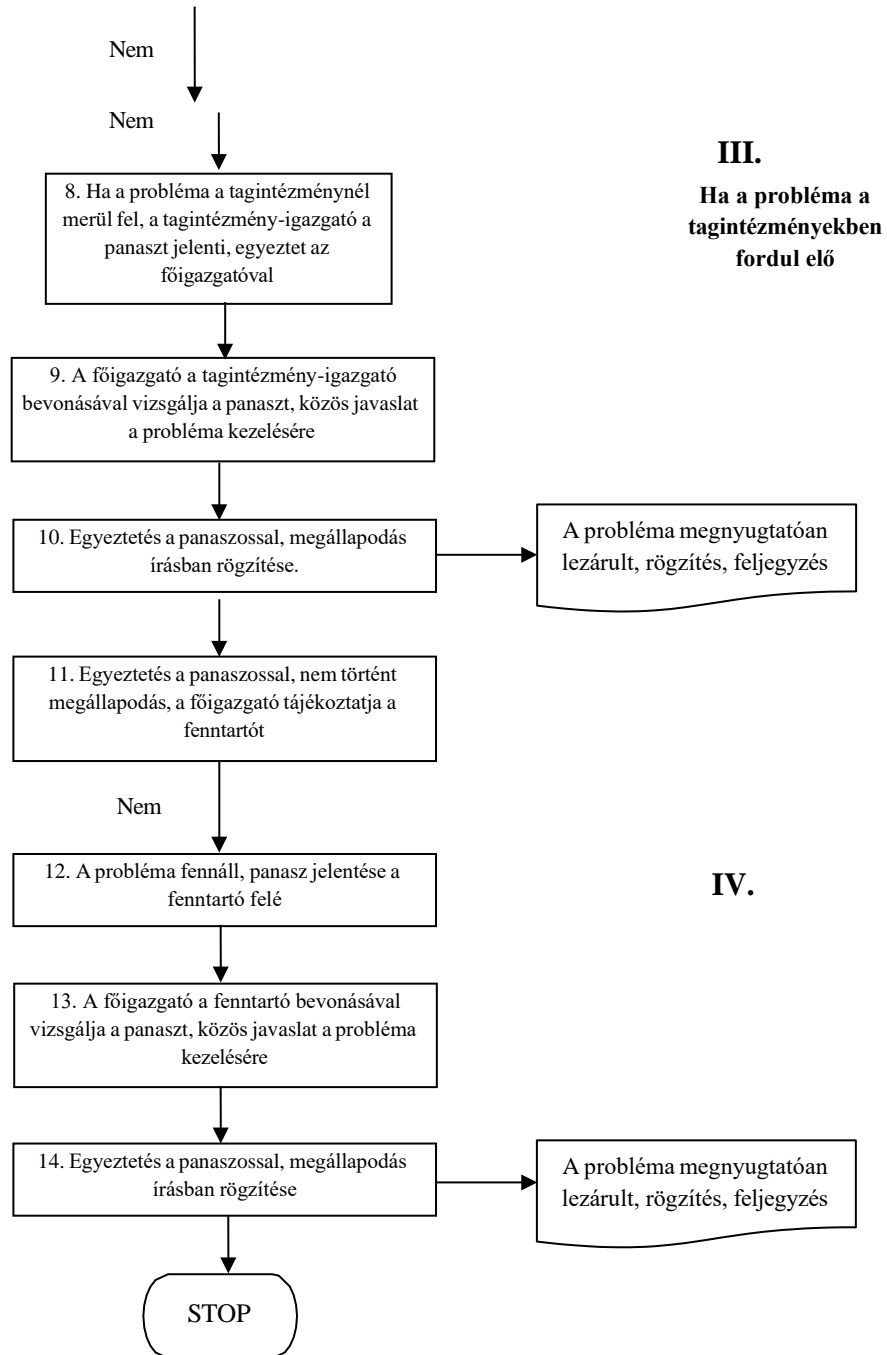 Nem
Nem
III.
Ha a probléma a
tagintézményekben
fordul elő
8. Ha a probléma a tagintézménynél
merül fel, a tagintézmény-igazgató a
panaszt jelenti, egyeztet az
főigazgatóval
9. A főigazgató a tagintézmény-igazgató
bevonásával vizsgálja a panaszt, közös javaslat
a probléma kezelésére
10. Egyeztetés a panaszossal, megállapodás
írásban rögzítése.
A probléma megnyugtatóan
lezárult, rögzítés, feljegyzés
11. Egyeztetés a panaszossal, nem történt
megállapodás, a főigazgató tájékoztatja a
fenntartót
Nem
12. A probléma fennáll, panasz jelentése a
fenntartó felé
IV.
13. A főigazgató a fenntartó bevonásával
vizsgálja a panaszt, közös javaslat a probléma
kezelésére
14. Egyeztetés a panaszossal, megállapodás
írásban rögzítése
A probléma megnyugtatóan
lezárult, rögzítés, feljegyzés
STOP